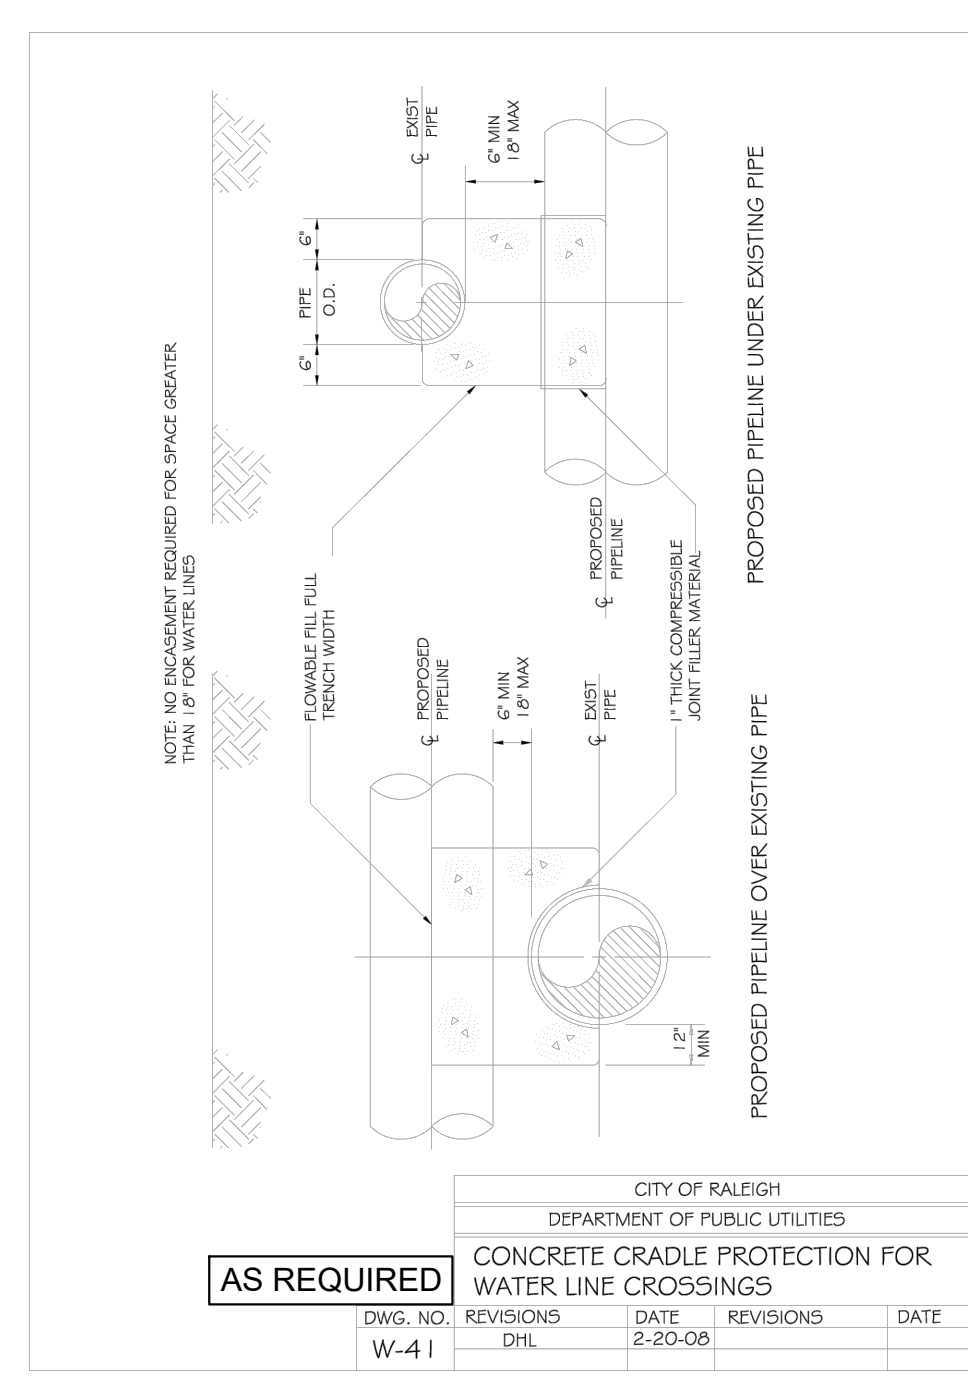 NOTE: NO ENCASEMENT REQUIRED FOR SPACE GREATER
THAN 18" FOR WATER LINES
EXIST
PIPE
6" MIN
18" MAX
6"
PIPE
O.D.
6"
PROPOSED
PIPELINE
PROPOSED PIPELINE UNDER EXISTING PIPE
FLOWABLE FILL FULL
TRENCH WIDTH
PROPOSED
PIPELINE
6" MIN
18" MAX
EXIST
PIPE
1" THICK COMPRESSIBLE
JOINT FILLER MATERIAL
12"
MIN
PROPOSED PIPELINE OVER EXISTING PIPE
CITY OF RALEIGH
DEPARTMENT OF PUBLIC UTILITIES
CONCRETE CRADLE PROTECTION FOR
WATER LINE CROSSINGS
AS REQUIRED
DWG. NO. REVISIONS DATE REVISIONS DATE
W-41 DHL 2-20-08